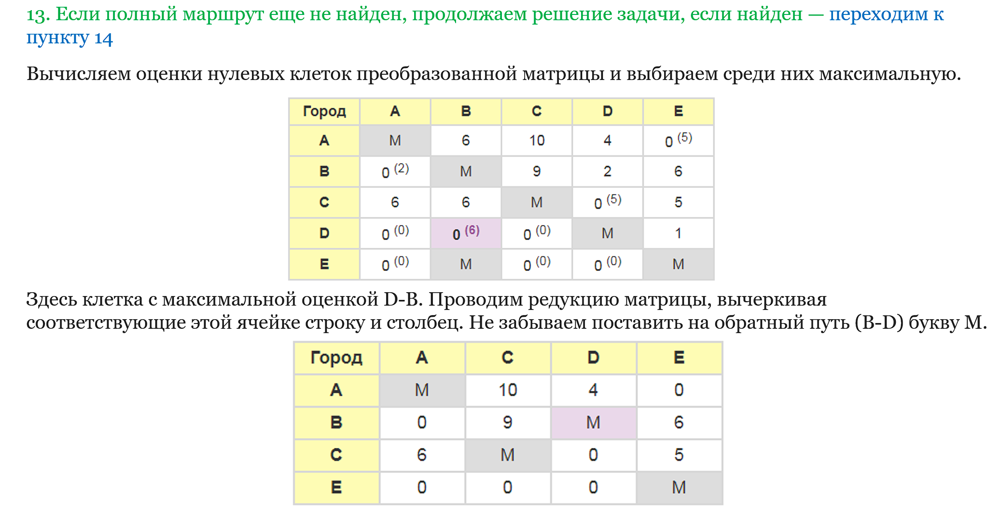 13. Если полный маршрут еще не найден, продолжаем решение задачи, если найден — переходим к
пункту 14
Вычисляем оценки нулевых клеток преобразованной матрицы и выбираем среди них максимальную.
Город A B C D E
A M 6 10 4 0 (5)
B 0 (2) M 9 2 6
C 6 6 M 0 (5) 5
D 0 (0) 0 (6) 0 (0) M 1
E 0 (0) M 0 (0) 0 (0) M
Здесь клетка с максимальной оценкой D-B. Проводим редукцию матрицы, вычеркивая
соответствующие этой ячейке строку и столбец. Не забываем поставить на обратный путь (B-D) букву М.
Город A C D E
A M 10 4 0
B 0 9 M 6
C 6 M 0 5
E 0 0 0 M